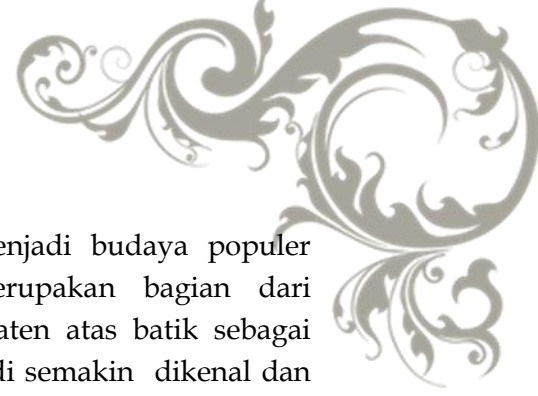 enjadi budaya populer
erupakan bagian dari
aten atas batik sebagai
di semakin dikenal dan